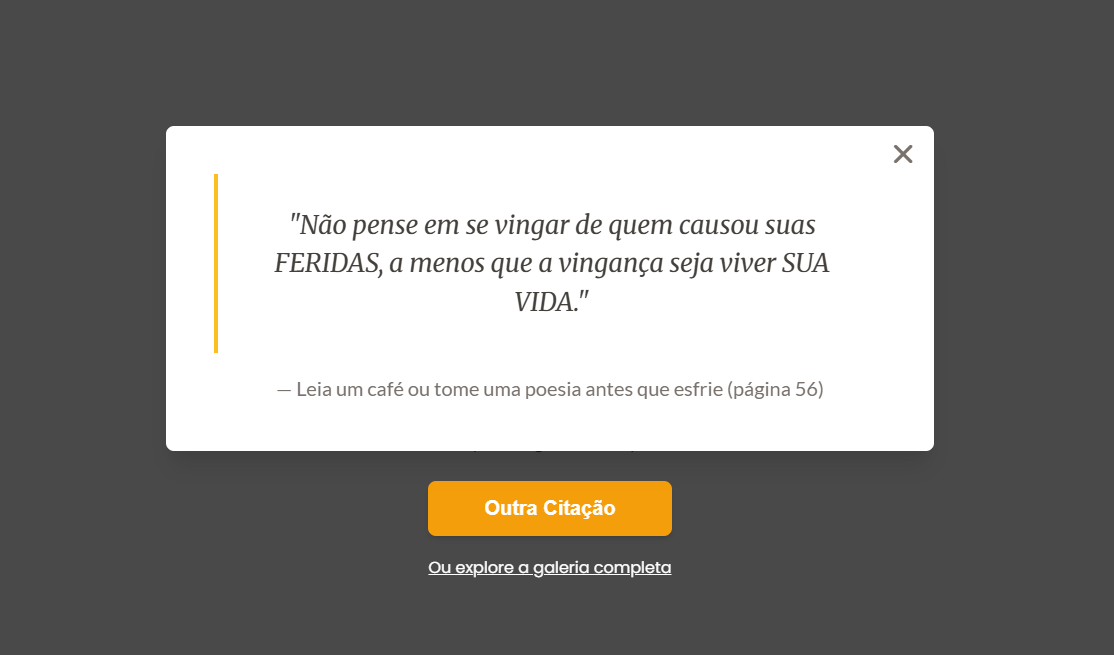 "Não pense em se vingar de quem causou suas
FERIDAS, a menos que a vingança seja viver SUA
VIDA."
— Leia um café ou tome uma poesia antes que esfrie (página 56)
Outra Citação
Ou explore a galeria completa